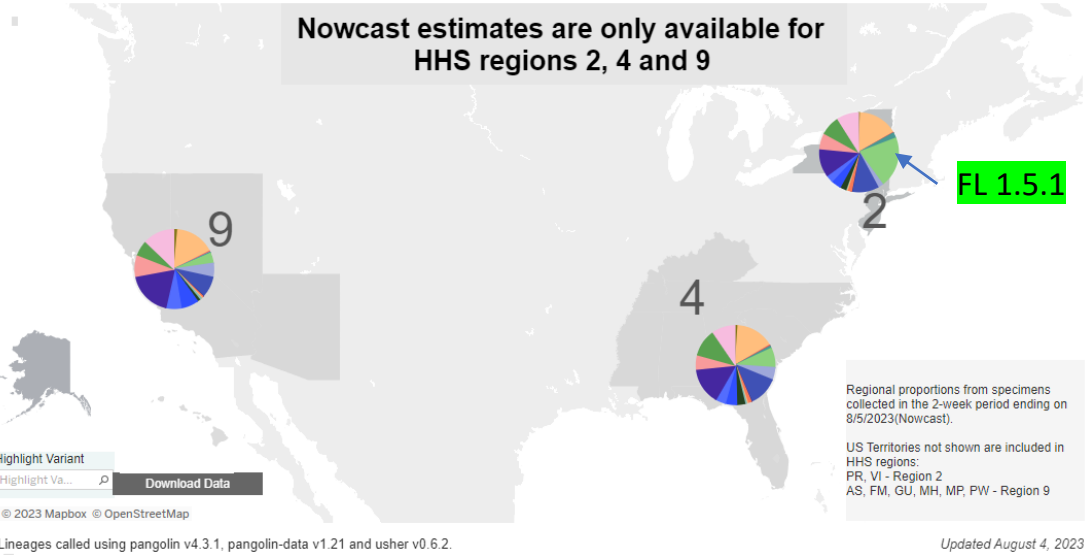 Nowcast estimates are only available for
HHS regions 2, 4 and 9
FL 1.5.1
2
9
4
Regional proportions from specimens
collected in the 2-week period ending on
8/5/2023(Nowcast).
US Territories not shown are included in
HHS regions:
PR, VI - Region 2
AS, FM, GU, MH, MP, PW - Region 9
Highlight Variant
Highlight Va...
Download Data
© 2023 Mapbox © OpenStreetMap
Lineages called using pangolin v4.3.1, pangolin-data v1.21 and usher v0.6.2.
Updated August 4, 2023